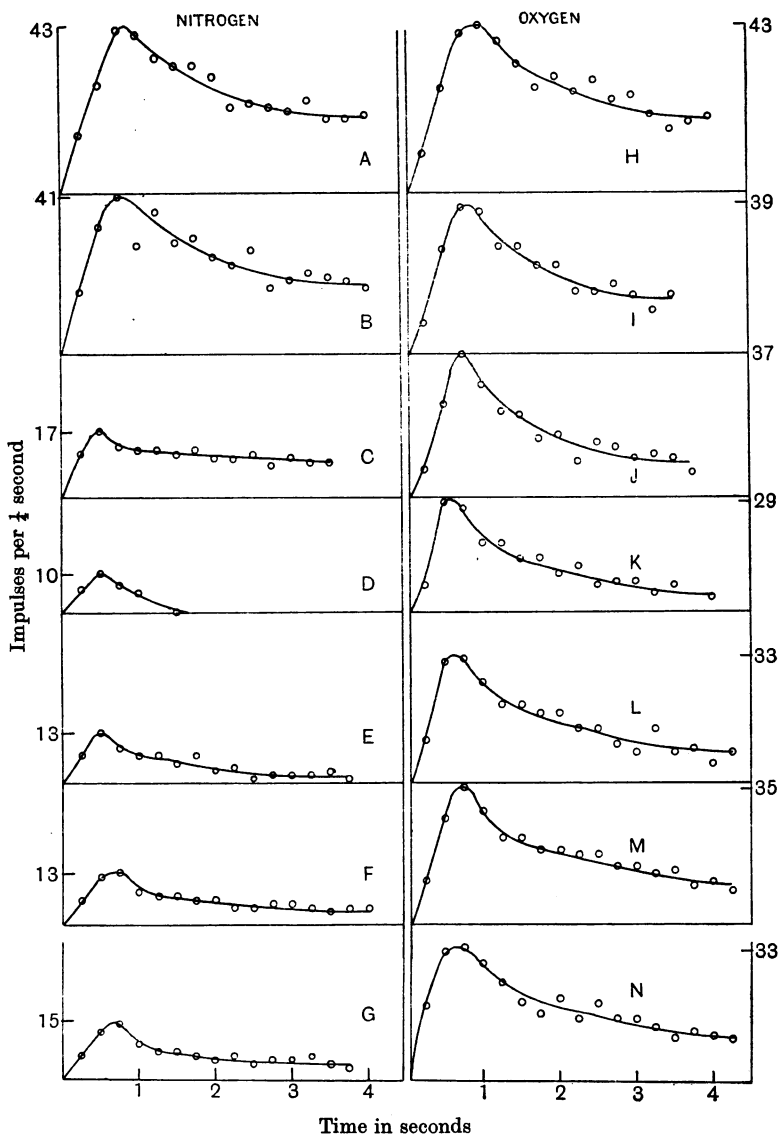 NITROGEN
OXYGEN
43
A
H
43
41
B
I
39
17
C
J
37
10
D
K
29
13
E
L
33
13
F
M
35
15
G
N
33
1 2 3 4
1 2 3 4
Impulses per ¼ second
Time in seconds